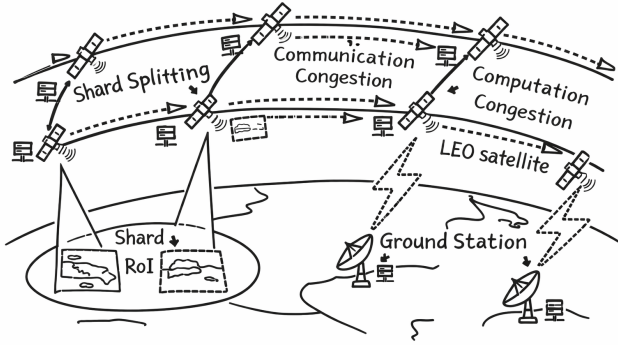 Shard Splitting
Communication
Congestion
Computation
Congestion
LEO satellite
Shard
RoI
Ground Station